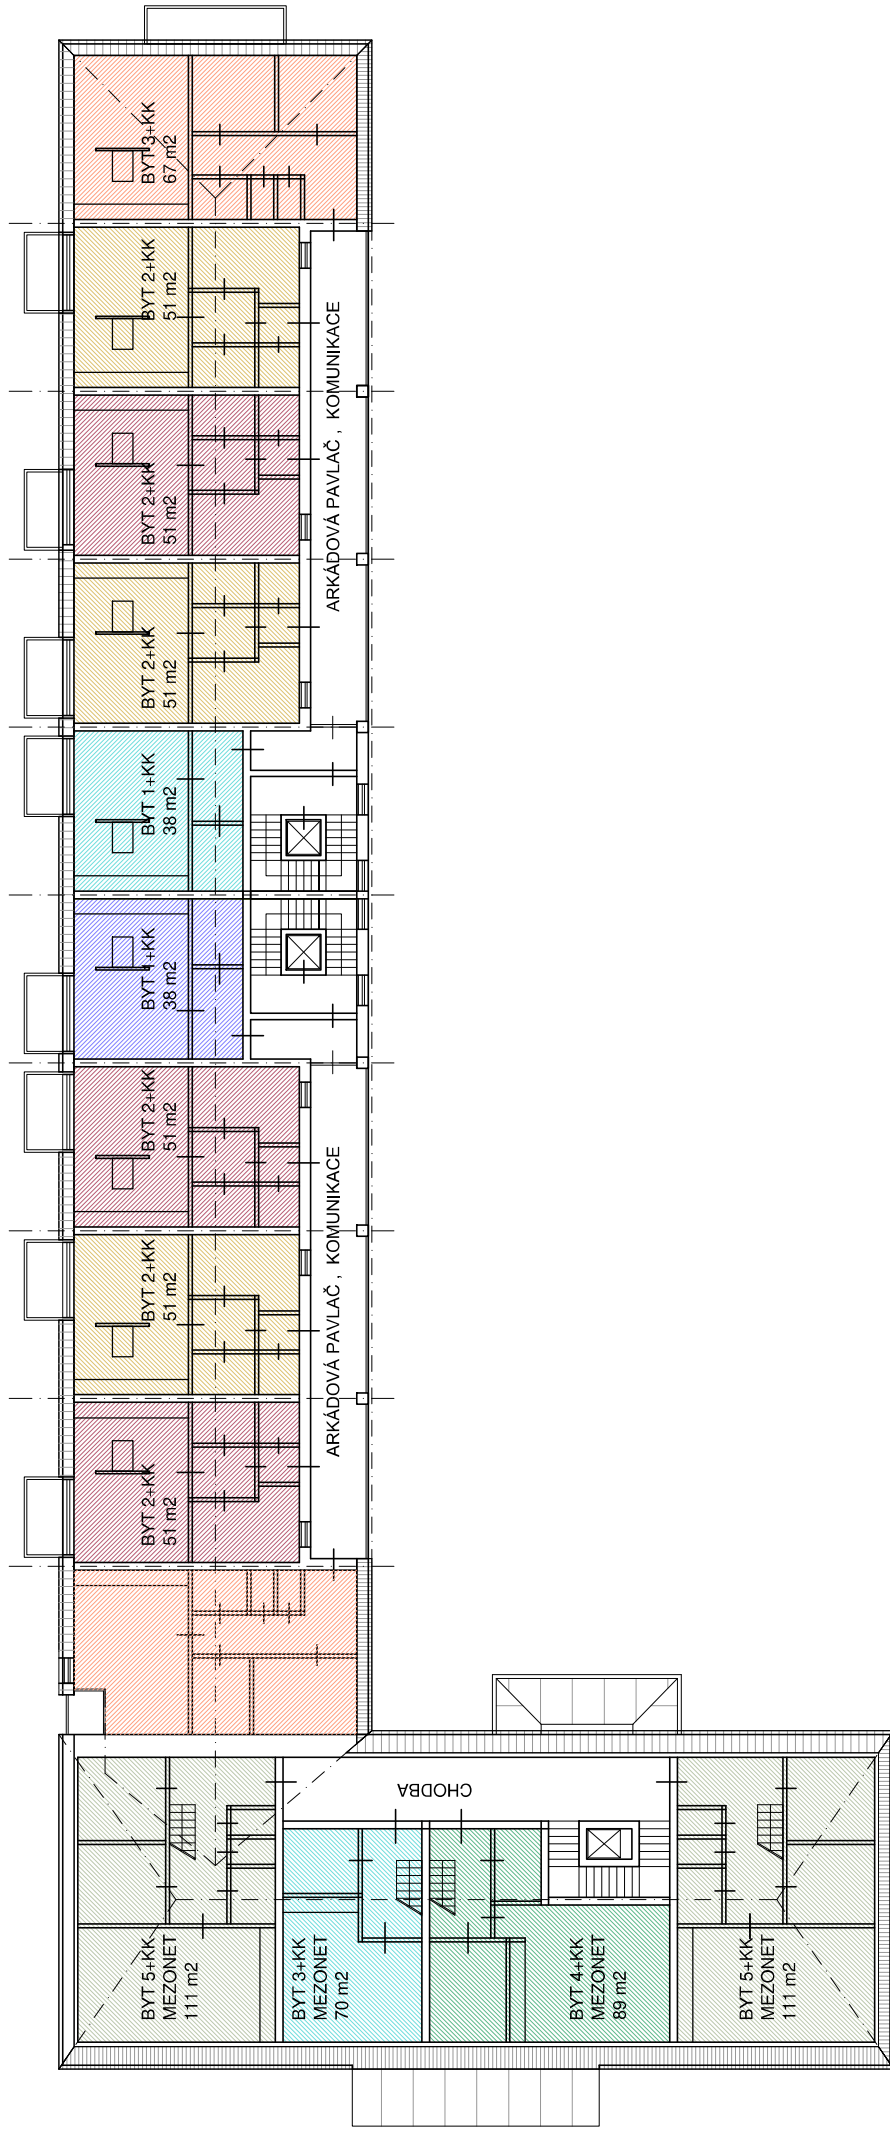 BYT 3+KK
67 m2
BYT 2+KK
51 m2
ARKÁDOVÁ PAVLAČ , KOMUNIKACE
BYT 2+KK
51 m2
BYT 2+KK
51 m2
BYT 1+KK
38 m2
BYT 1+KK
38 m2
BYT 2+KK
51 m2
ARKÁDOVÁ PAVLAČ , KOMUNIKACE
BYT 2+KK
51 m2
BYT 2+KK
51 m2
CHODBA
BYT 5+KK
MEZONET
111 m2
BYT 3+KK
MEZONET
70 m2
BYT 4+KK
MEZONET
89 m2
BYT 5+KK
MEZONET
111 m2